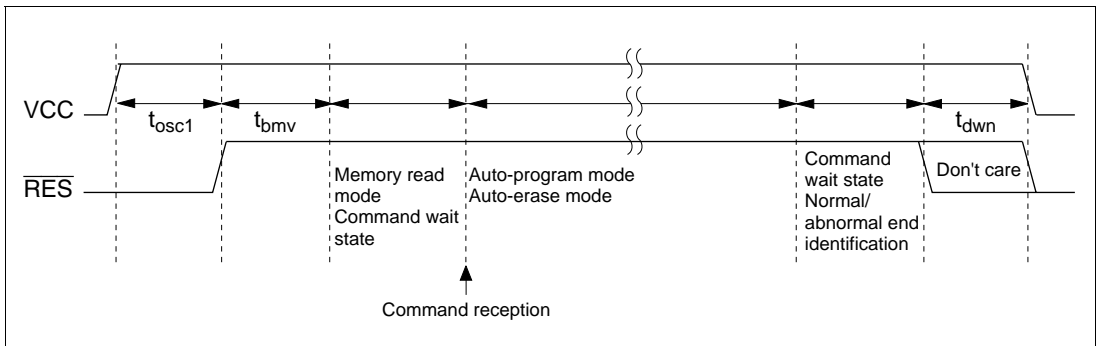 VCC
tosc1
tbmv
tdwn
RES
Memory read
mode
Command wait
state
Auto-program mode
Auto-erase mode
Command
wait state
Normal/
abnormal end
identification
Don't care
Command reception